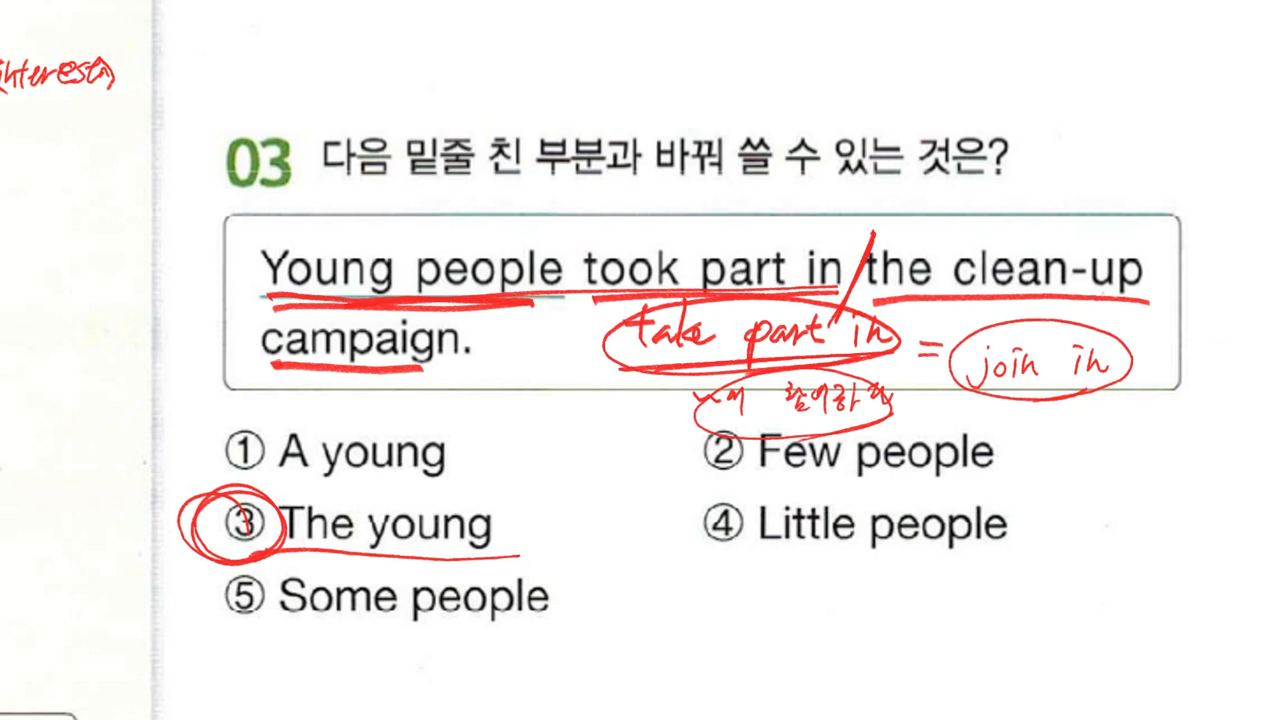 interest
03 다음 밑줄 친 부분과 바꿔 쓸 수 있는 것은?
Young people took part in / the clean-up
campaign. take part in = join in
~에 참여하다
① A young ② Few people
③ The young ④ Little people
⑤ Some people